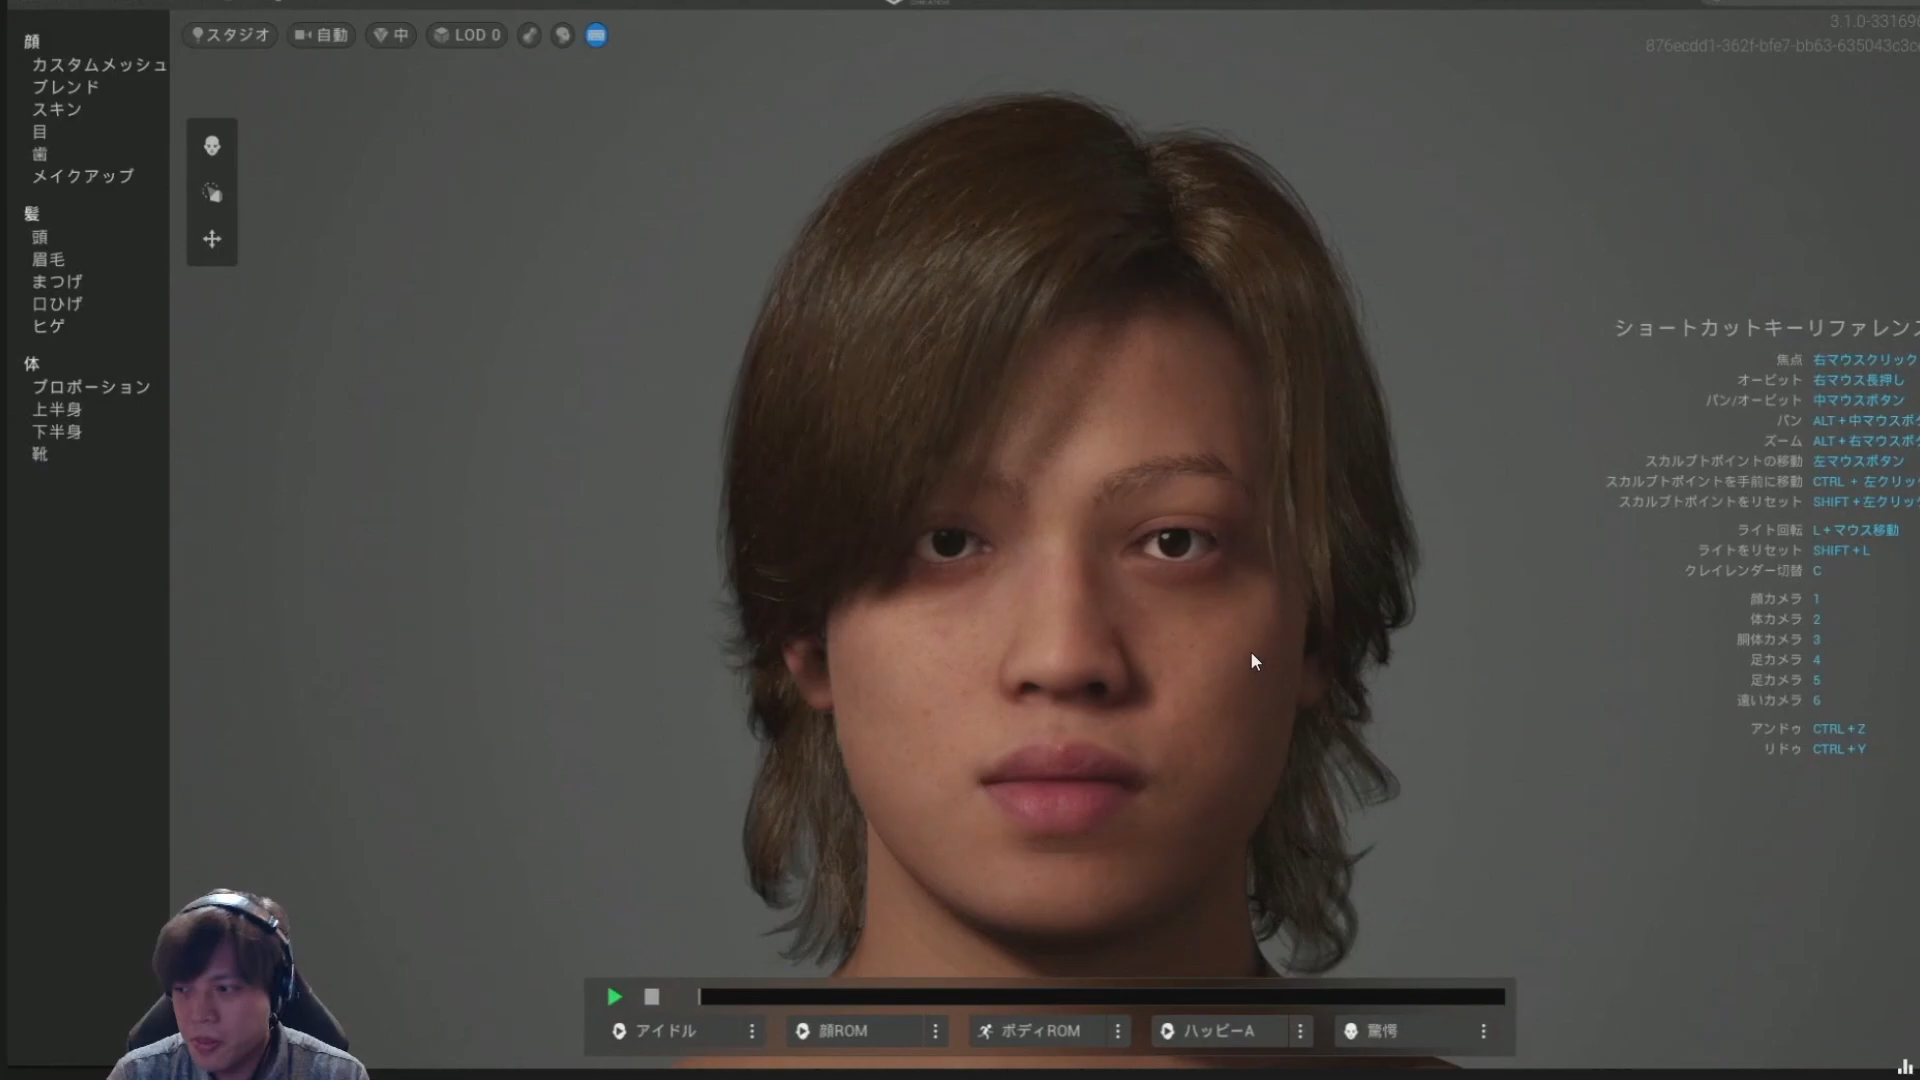 顔
カスタムメッシュ
ブレンド
スキン
目
歯
メイクアップ
髪
頭
眉毛
まつげ
口ひげ
ヒゲ
体
プロポーション
上半身
下半身
靴
スタジオ
自動
中
LOD 0
3.1.0-33169
876ecdd1-362f-bfe7-bb63-635043c3c
ショートカットキーリファレンス
焦点 右マウスクリック
オービット 右マウス長押し
パン/オービット 中マウスボタン
パン ALT + 中マウスボタ
ズーム ALT + 右マウスボタ
スカルプトポイントの移動 左マウスボタン
スカルプトポイントを手前に移動 CTRL + 左クリック
スカルプトポイントをリセット SHIFT + 左クリック
ライト回転 L + マウス移動
ライトをリセット SHIFT + L
クレイレンダー切替 C
顔カメラ 1
体カメラ 2
胴体カメラ 3
足カメラ 4
足カメラ 5
遠いカメラ 6
アンドゥ CTRL + Z
リドゥ CTRL + Y
アイドル
顔ROM
ボディROM
ハッピーA
驚愕